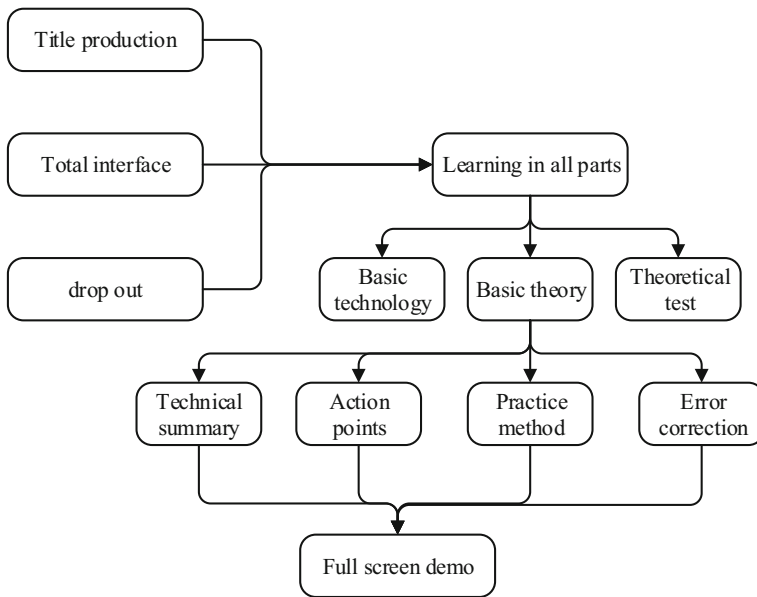 Title production
Total interface
Learning in all parts
drop out
Basic
technology
Basic theory
Theoretical
test
Technical
summary
Action
points
Practice
method
Error
correction
Full screen demo